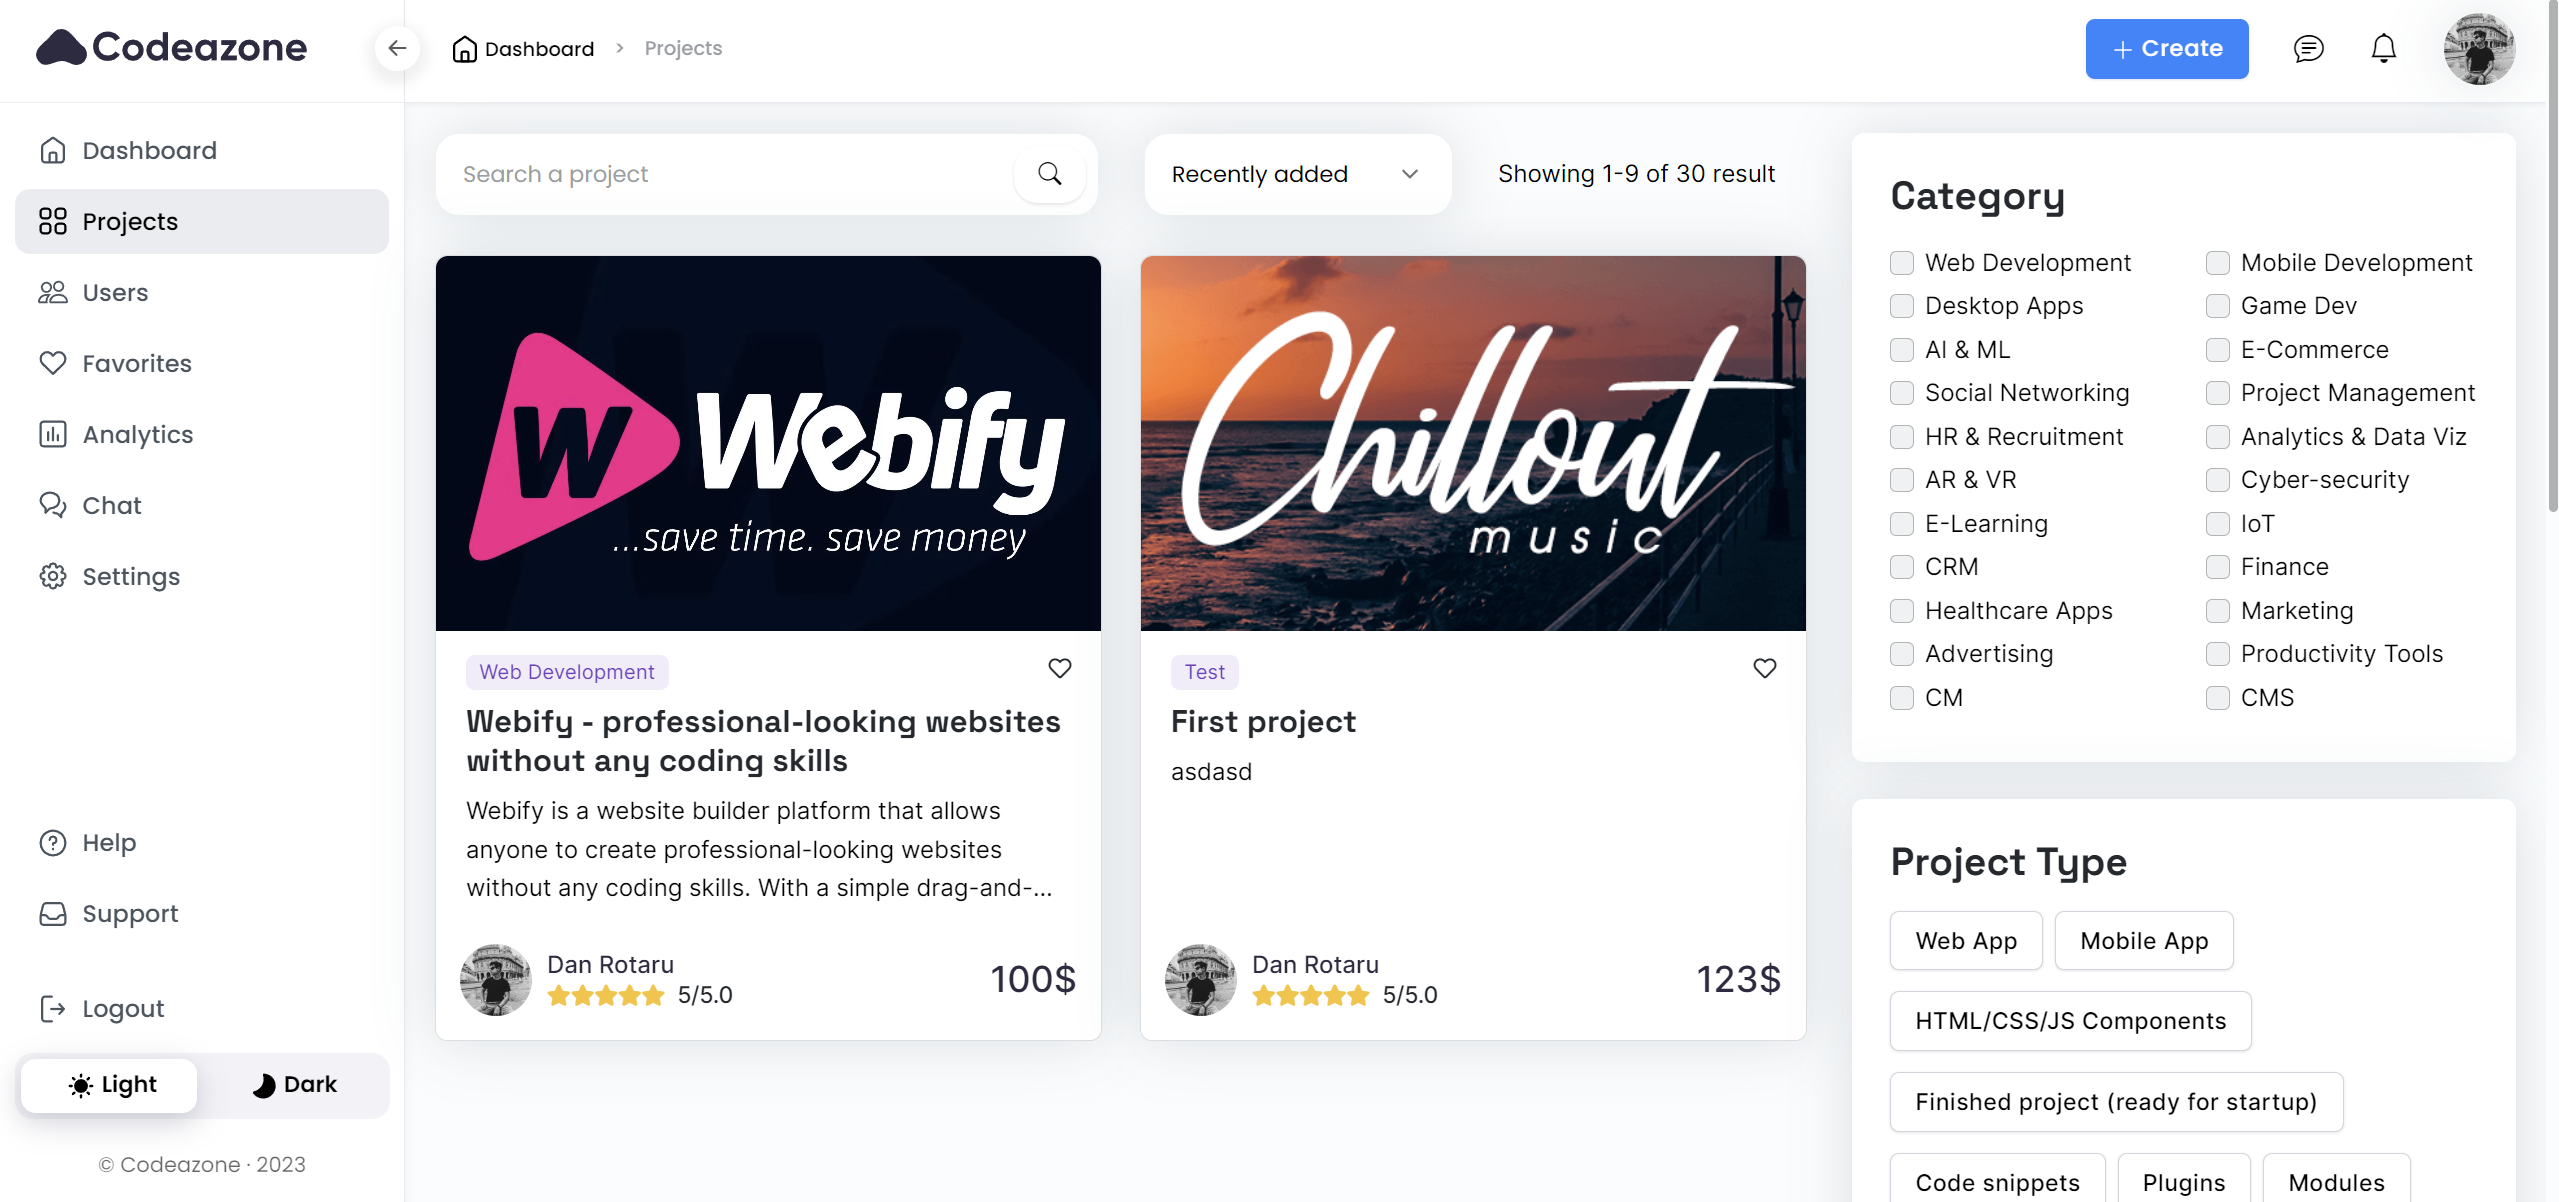 Codeazone
Dashboard
Projects
Users
Favorites
Analytics
Chat
Settings
Help
Support
Logout
Light
Dark
© Codeazone · 2023
Dashboard > Projects
+ Create
Search a project
Recently added
Showing 1-9 of 30 result
W Webify
...save time. save money
Web Development
Webify - professional-looking websites
without any coding skills
Webify is a website builder platform that allows
anyone to create professional-looking websites
without any coding skills. With a simple drag-and-...
Dan Rotaru
5/5.0
100$
Chillout
music
Test
First project
asdasd
Dan Rotaru
5/5.0
123$
Category
Web Development
Mobile Development
Desktop Apps
Game Dev
AI & ML
E-Commerce
Social Networking
Project Management
HR & Recruitment
Analytics & Data Viz
AR & VR
Cyber-security
E-Learning
IoT
CRM
Finance
Healthcare Apps
Marketing
Advertising
Productivity Tools
CM
CMS
Project Type
Web App
Mobile App
HTML/CSS/JS Components
Finished project (ready for startup)
Code snippets
Plugins
Modules